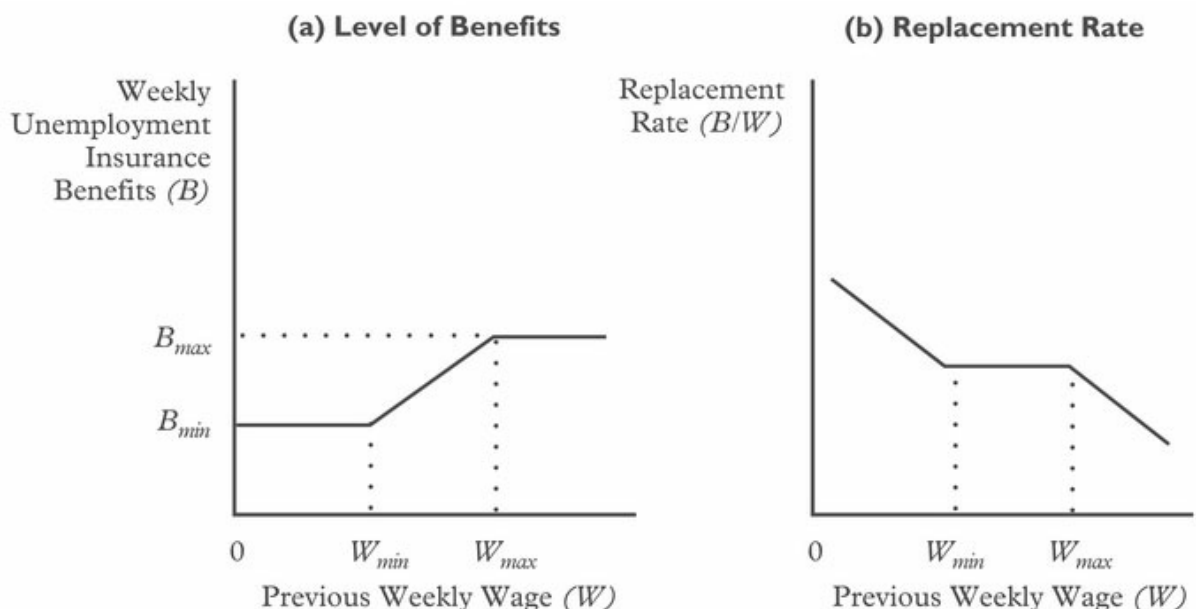 (a) Level of Benefits
Weekly
Unemployment
Insurance
Benefits (B)
B_max
B_min
0
W_min
W_max
Previous Weekly Wage (W)
(b) Replacement Rate
Replacement
Rate (B/W)
0
W_min
W_max
Previous Weekly Wage (W)